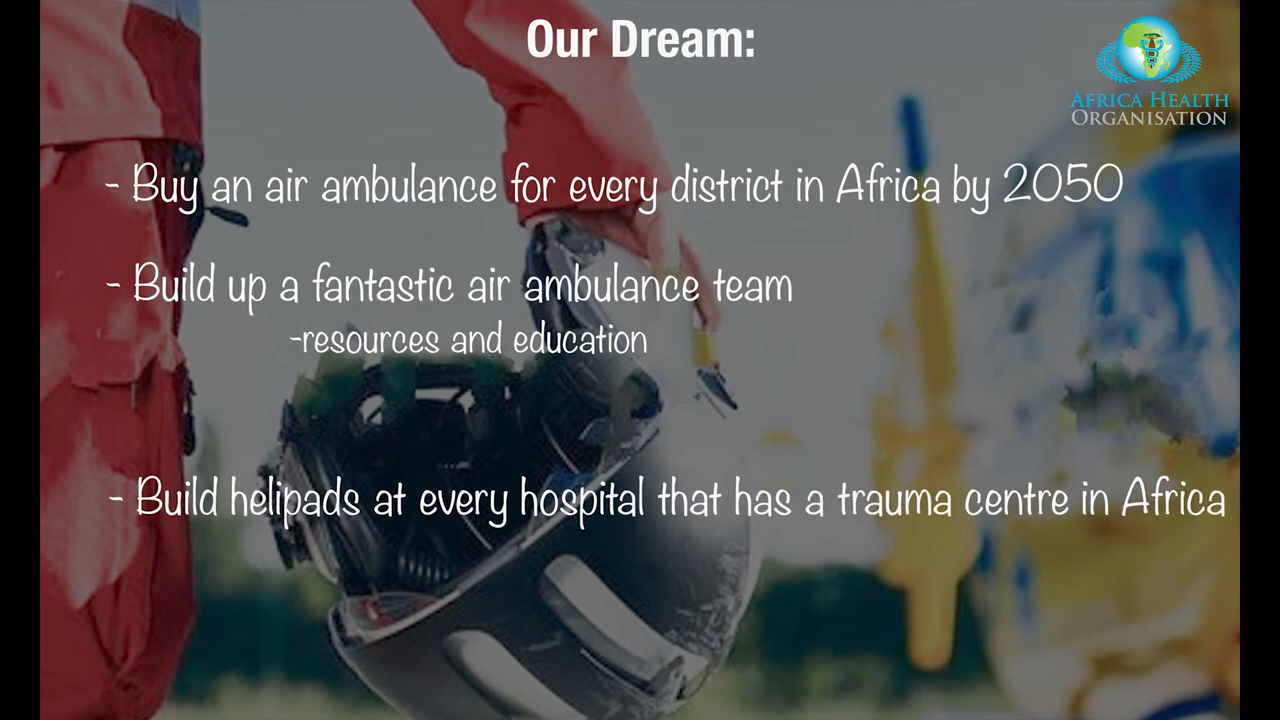 Our Dream:
AFRICA HEALTH
ORGANISATION
- Buy an air ambulance for every district in Africa by 2050
- Build up a fantastic air ambulance team
-resources and education
- Build helipads at every hospital that has a trauma centre in Africa